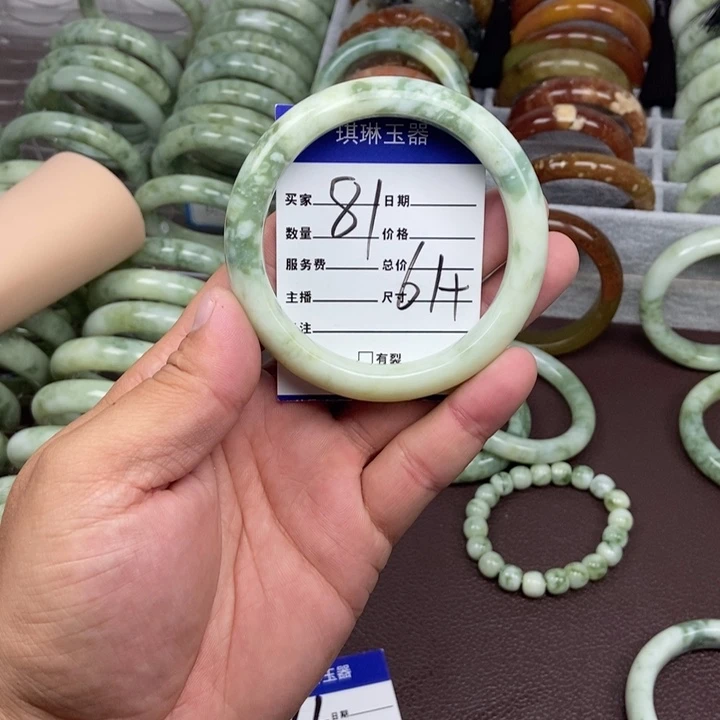 琪琳玉器
买家 81 日期
数量 价格
服务费 总价
主播 尺寸 61+
注
有裂
玉器
日期